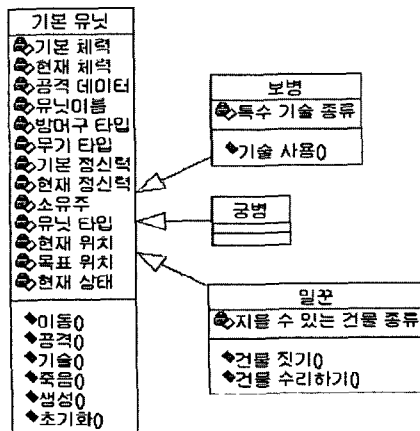 기본 유닛
기본 체력
현재 체력
공격 데이터
유닛이름
방머구 타입
무기 타입
기본 정신력
현재 정신력
소유주
유닛 타입
현재 위치
목표 위치
현재 상태
이동()
공격()
기술()
죽음()
생성()
초기화()
보병
특수 기술 종류
기술 사용()
궁병
일꾼
지를 수 있는 건물 종류
건물 짓기()
건물 수리하기()